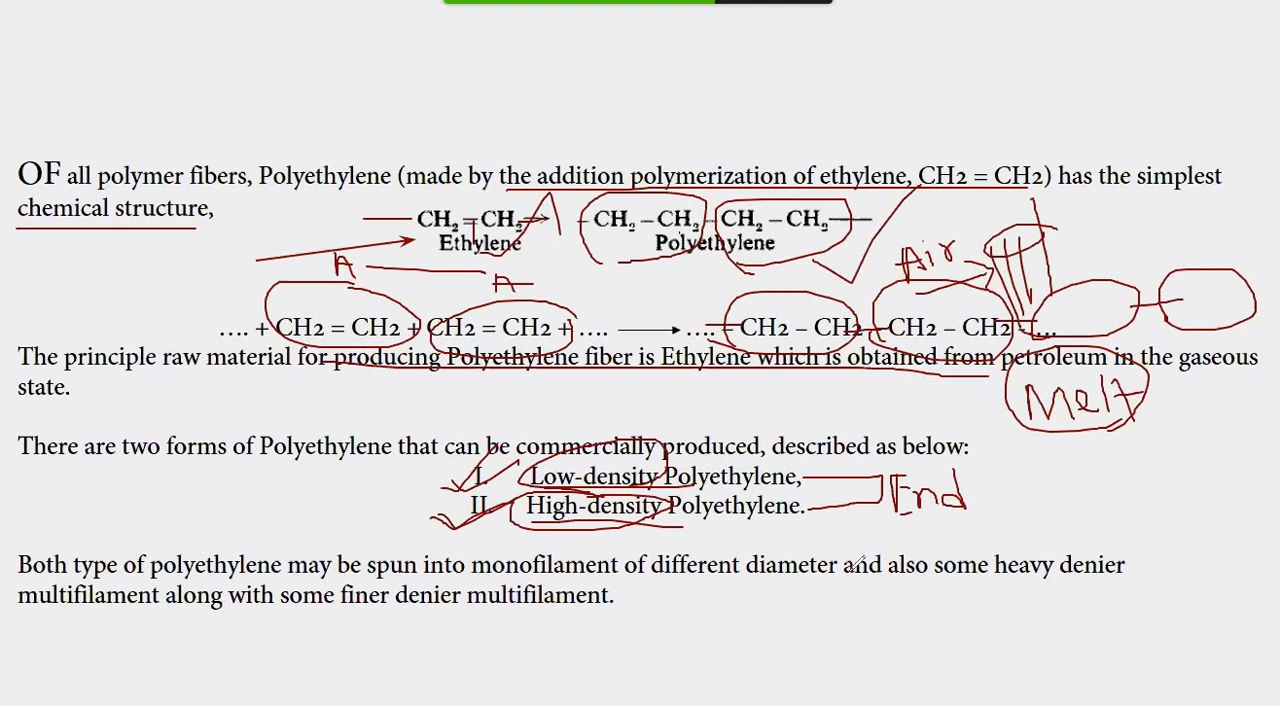 OF all polymer fibers, Polyethylene (made by the addition polymerization of ethylene, CH2 = CH2) has the simplest
chemical structure,
CH₂=CH₂ → - CH₂ - CH₂ - CH₂ - CH₂ -
Ethylene Polyethylene
Air
A
A
.... + CH2 = CH2 + CH2 = CH2 + .... → .... – CH2 – CH2 – CH2 – CH2 – ....
The principle raw material for producing Polyethylene fiber is Ethylene which is obtained from petroleum in the gaseous
state.
Melt
There are two forms of Polyethylene that can be commercially produced, described as below:
I. Low-density Polyethylene,
II. High-density Polyethylene.
End
Both type of polyethylene may be spun into monofilament of different diameter and also some heavy denier
multifilament along with some finer denier multifilament.